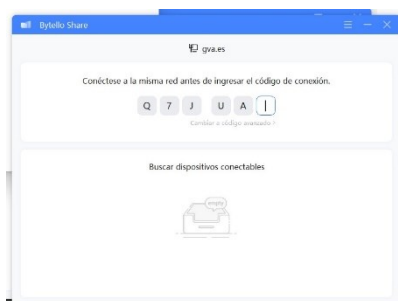 Bytello Share
gva.es
Conéctese a la misma red antes de ingresar el código de conexión.
Q 7 J U A
Cambiar a código avanzado >
Buscar dispositivos conectables
empty